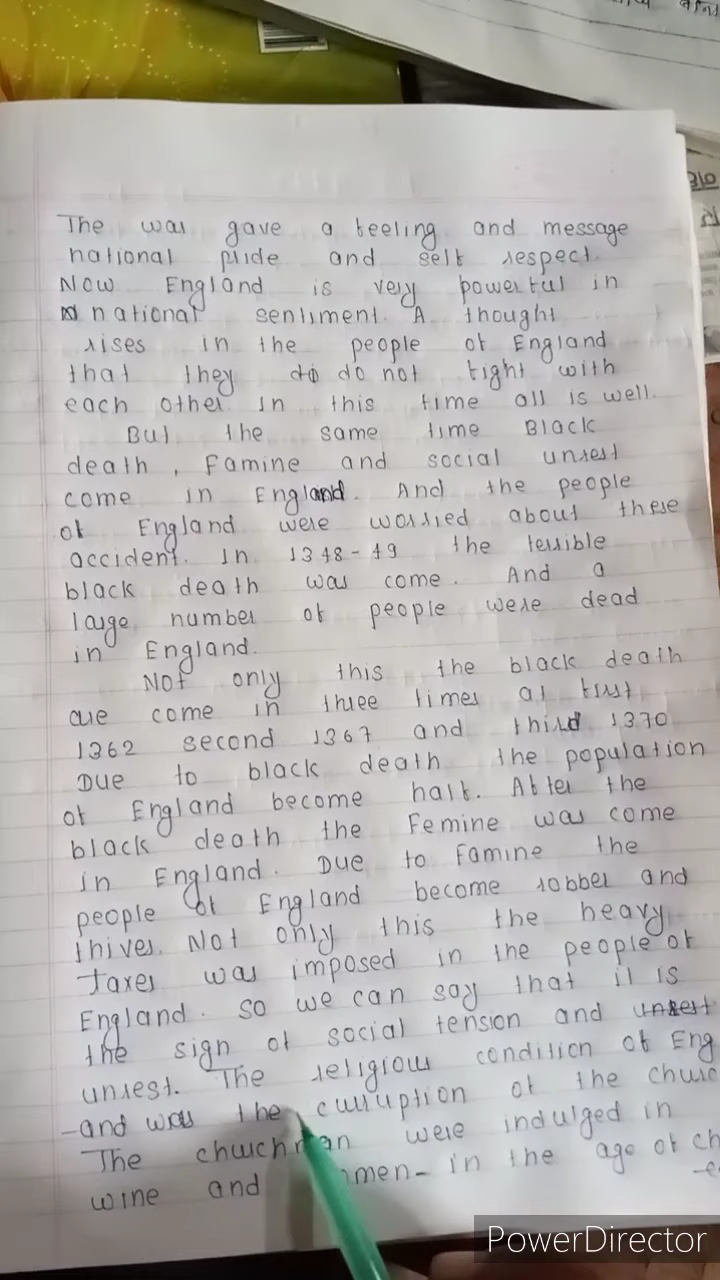 The was gave a feeling and message
national pride and self respect.
Now England is very powerful in
national sentiment. A thought
rises in the people of England
that they do do not fight with
each other. In this time all is well.
But the same time Black
death, Famine and social unrest
come in England. And the people
of England were worried about these
accident. In 1348-49 the terrible
black death was come. And a
large number of people were dead
in England.
Not only this the black death
are come in three times at first
1362 second 1367 and third 1370
Due to black death the population
of England become half. After the
black death the Femine was come
in England. Due to Famine the
people of England become robber and
thives. Not only this the heavy
taxes was imposed in the people of
England. So we can say that it is
the sign of social tension and unrest
unrest. The religious condition of Eng
-and was the curruption of the churc
The churchman were indulged in
wine and men- in the age of ch
PowerDirector